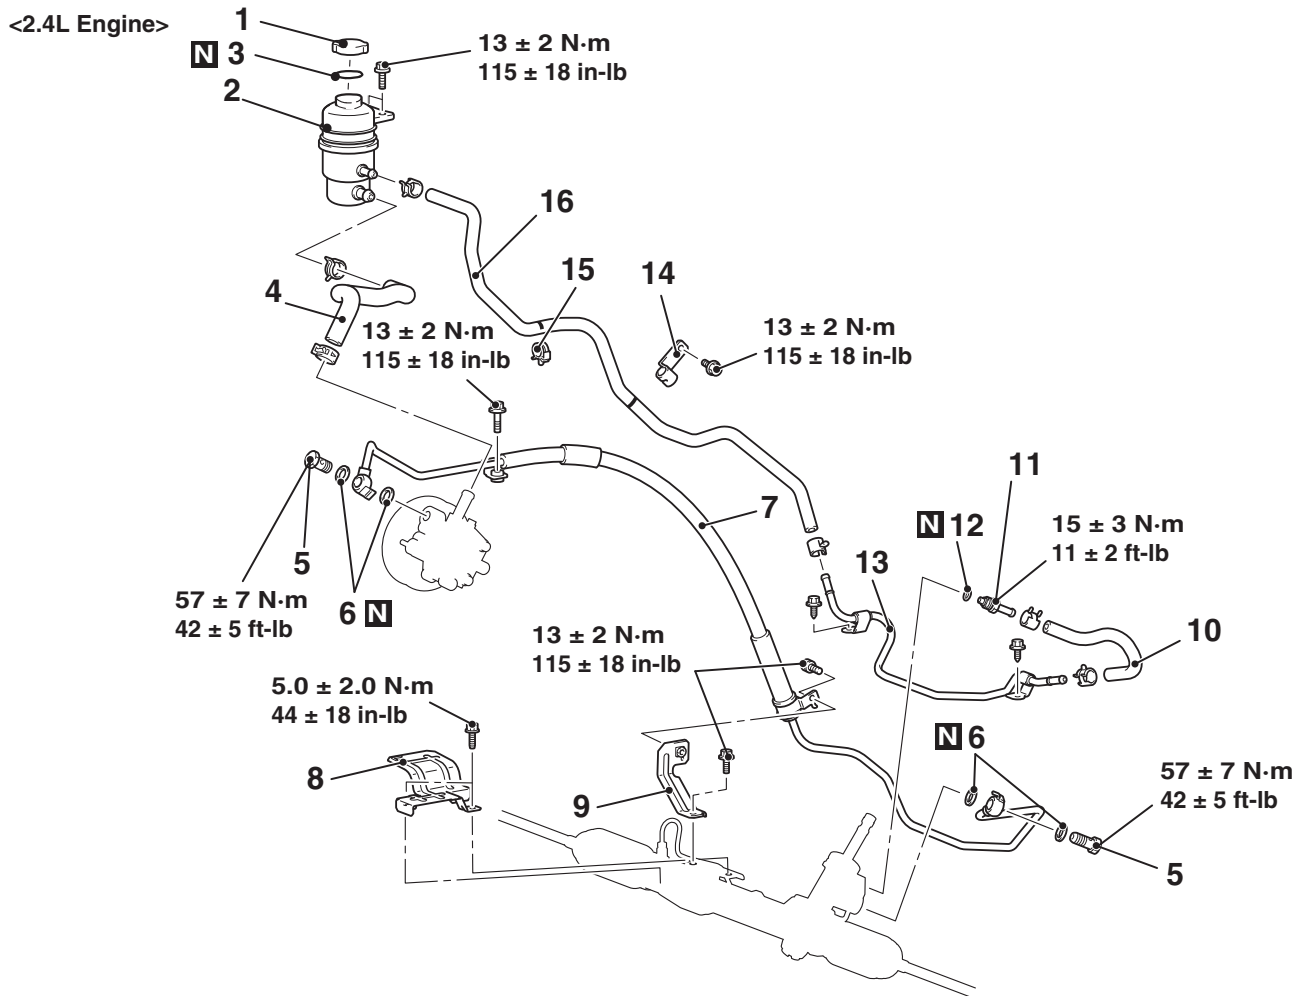 <2.4L Engine>
1
N 3
2
13 ± 2 N·m
115 ± 18 in-lb
16
15
14
4
13 ± 2 N·m
115 ± 18 in-lb
13 ± 2 N·m
115 ± 18 in-lb
11
7
N 12
15 ± 3 N·m
11 ± 2 ft-lb
5
13
57 ± 7 N·m
42 ± 5 ft-lb
6 N
10
13 ± 2 N·m
115 ± 18 in-lb
5.0 ± 2.0 N·m
44 ± 18 in-lb
N 6
8
9
57 ± 7 N·m
42 ± 5 ft-lb
5